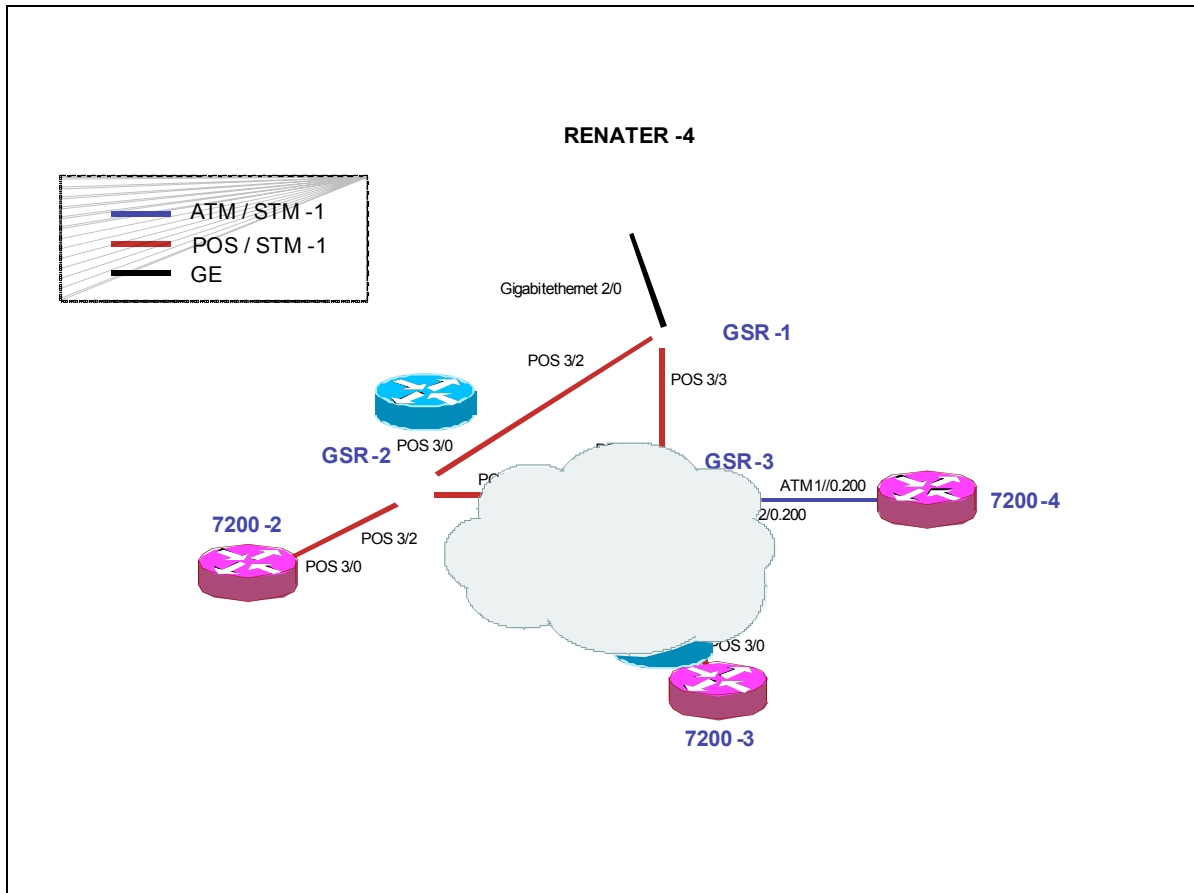 RENATER -4
ATM / STM -1
POS / STM -1
GE
Gigabitethernet 2/0
GSR -1
POS 3/2
POS 3/3
POS 3/0
GSR -2
GSR -3
ATM1//0.200
2/0.200
7200 -4
7200 -2
POS 3/2
POS 3/0
POS 3/0
7200 -3